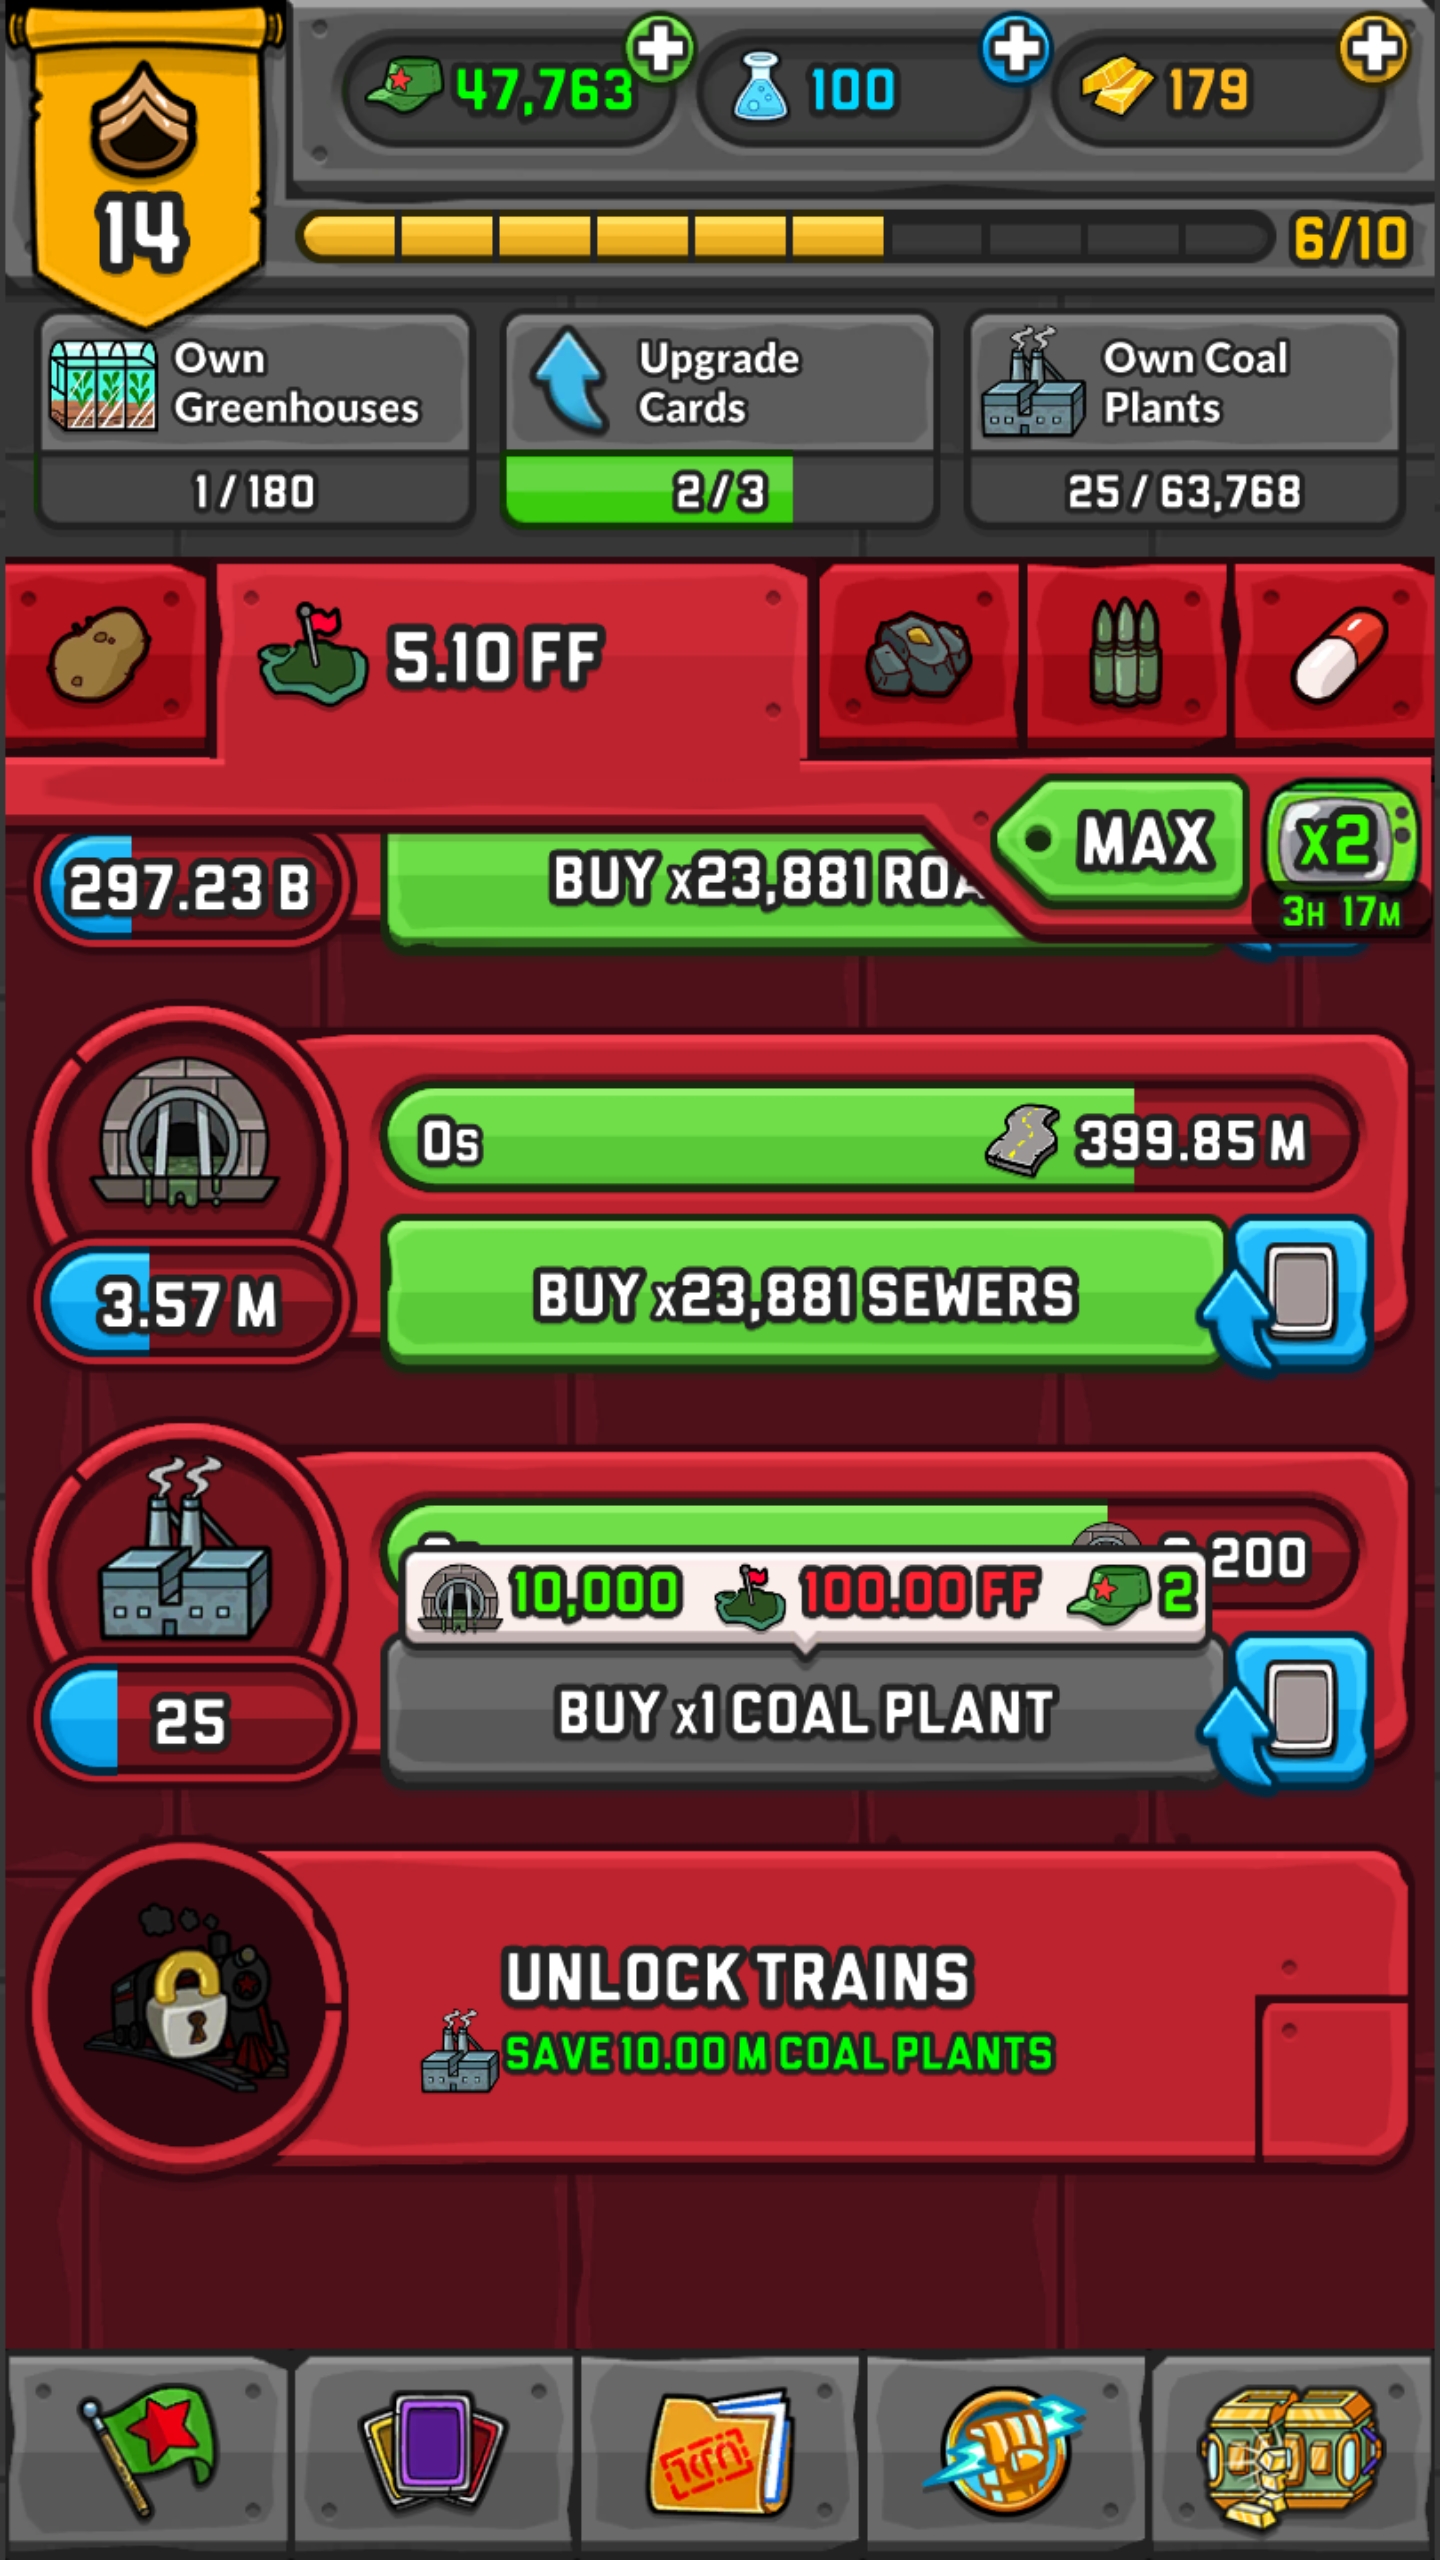 47,763
100
179
14
6/10
Own
Greenhouses
1/180
Upgrade
Cards
2/3
Own Coal
Plants
25/63,768
5.10 FF
MAX
x2
3H 17M
297.23 B
BUY x23,881
0s
399.85 M
3.57 M
BUY x23,881 SEWERS
200
10,000
100.00 FF
2
25
BUY x1 COAL PLANT
UNLOCK TRAINS
SAVE 10.00 M COAL PLANTS